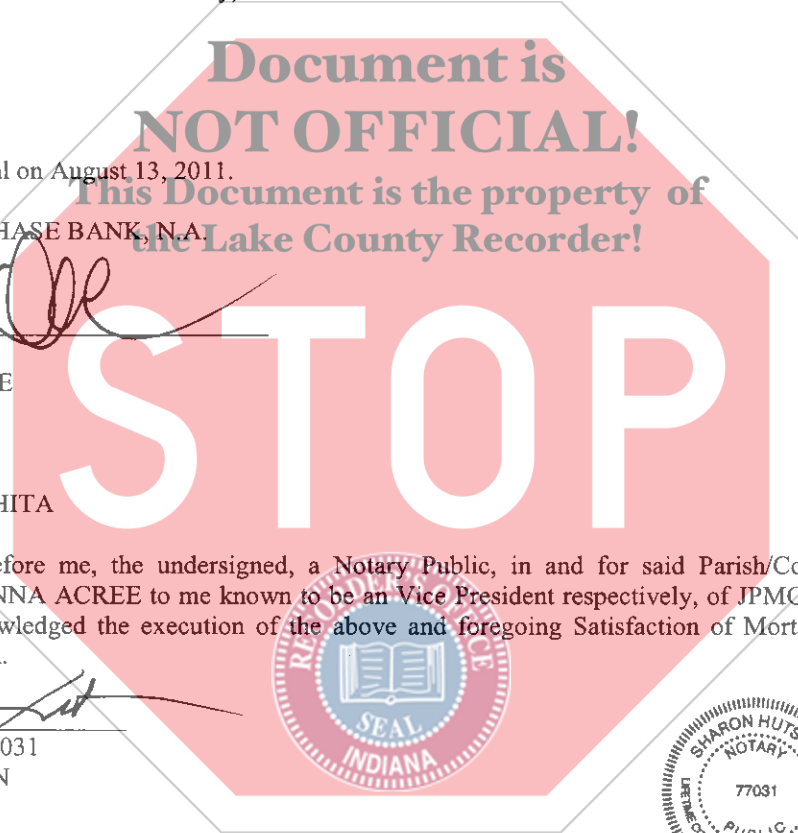 Document is
NOT OFFICIAL!
al on August 13, 2011.
This Document is the property of
HASE BANK, N.A.
the Lake County Recorder!
STOP
E
HITA
efore me, the undersigned, a Notary Public, in and for said Parish/Co
NNA ACREE to me known to be an Vice President respectively, of JPMO
wledged the execution of the above and foregoing Satisfaction of Mort
RECORDER'S OFFICE
SEAL
INDIANA
031
N
SHARON HUTS
NOTARY
77031
PUBLIC
LIFETIME